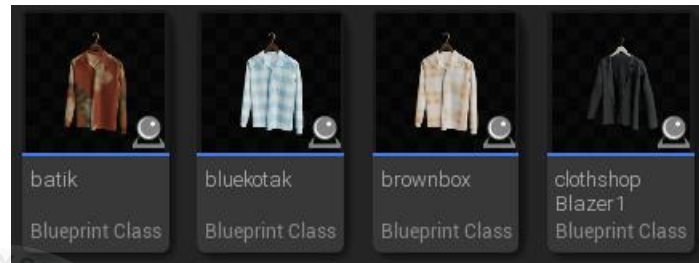 batik
Blueprint Class
bluekotak
Blueprint Class
brownbox
Blueprint Class
clothshop
Blazer1
Blueprint Class